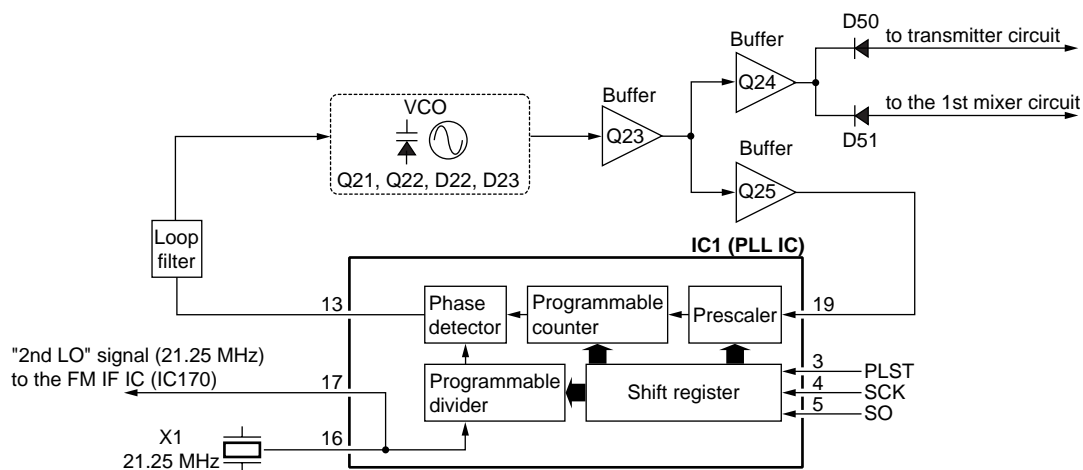 D50
to transmitter circuit
Buffer
Q24
Buffer
VCO
Q23
to the 1st mixer circuit
D51
Buffer
Q21, Q22, D22, D23
Q25
Loop
filter
IC1 (PLL IC)
13
Phase
detector
Programmable
counter
Prescaler
19
"2nd LO" signal (21.25 MHz)
to the FM IF IC (IC170)
17
Programmable
divider
Shift register
3
PLST
4
SCK
5
SO
X1
21.25 MHz
16